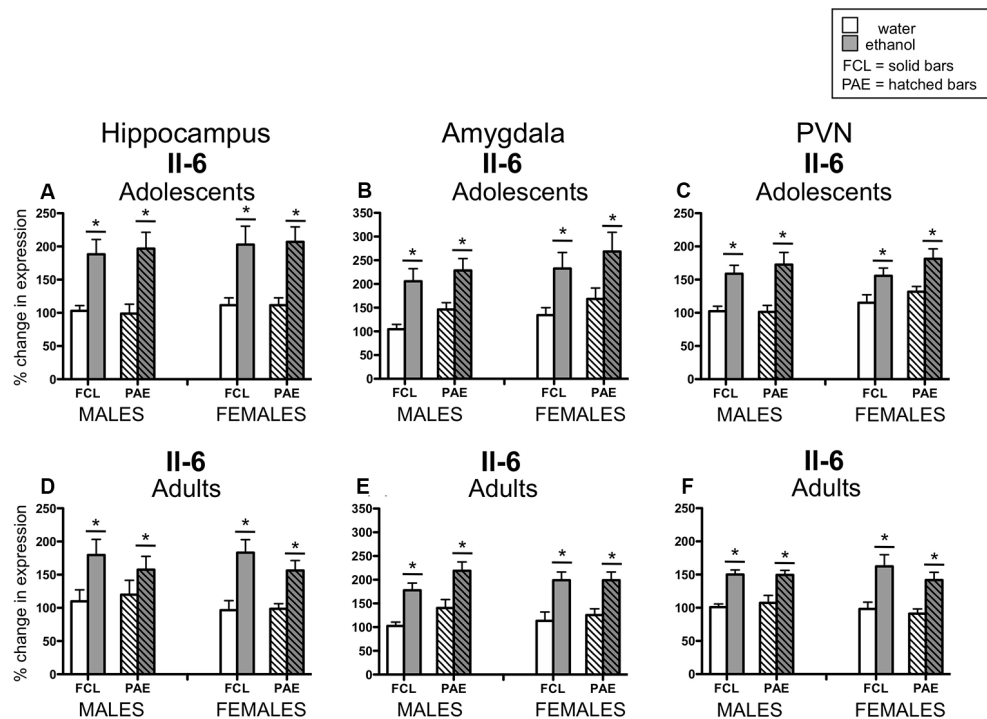 water
ethanol
FCL = solid bars
PAE = hatched bars
Hippocampus
Il-6
A
Adolescents
% change in expression
250
200
150
100
50
0
FCL PAE FCL PAE
MALES FEMALES
Amygdala
Il-6
B
Adolescents
350
300
250
200
150
100
50
0
FCL PAE FCL PAE
MALES FEMALES
PVN
Il-6
C
Adolescents
250
200
150
100
50
0
FCL PAE FCL PAE
MALES FEMALES
Il-6
D
Adults
% change in expression
250
200
150
100
50
0
FCL PAE FCL PAE
MALES FEMALES
Il-6
E
Adults
350
300
250
200
150
100
50
0
FCL PAE FCL PAE
MALES FEMALES
Il-6
F
Adults
250
200
150
100
50
0
FCL PAE FCL PAE
MALES FEMALES